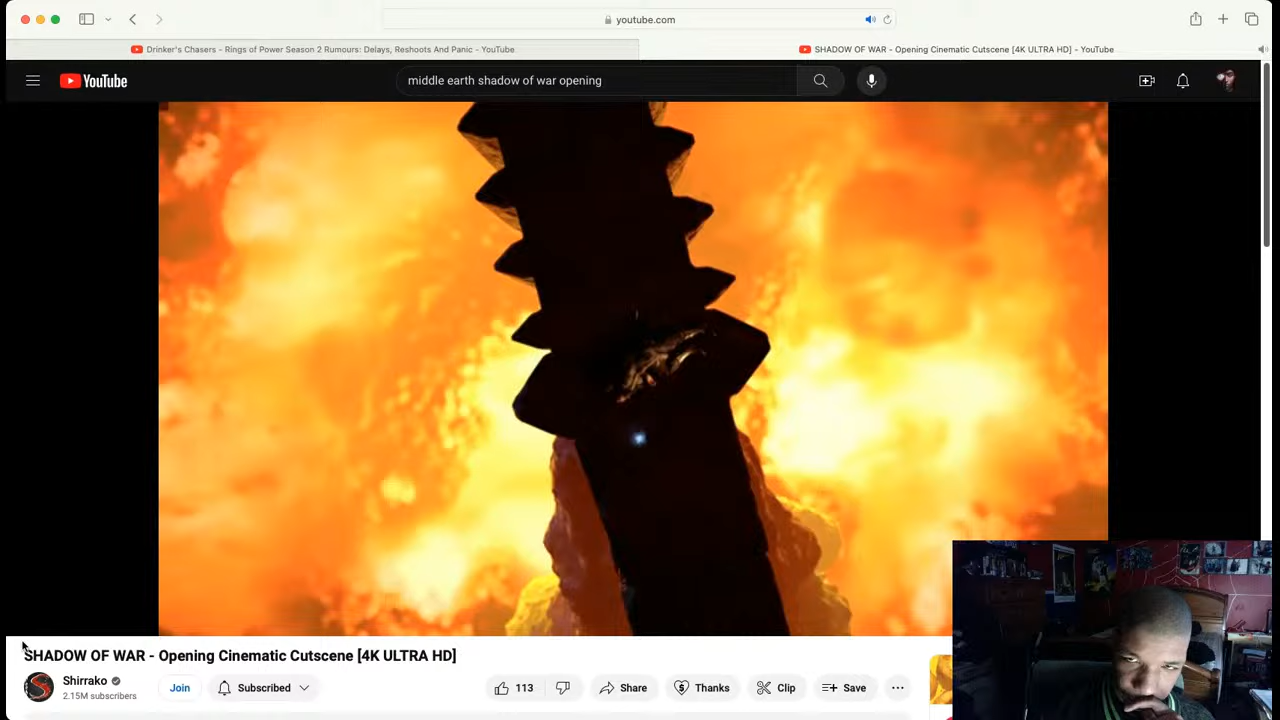 youtube.com
Drinker's Chasers - Rings of Power Season 2 Rumours: Delays, Reshoots And Panic - YouTube
SHADOW OF WAR - Opening Cinematic Cutscene [4K ULTRA HD] - YouTube
YouTube
middle earth shadow of war opening
SHADOW OF WAR - Opening Cinematic Cutscene [4K ULTRA HD]
Shirrako
2.15M subscribers
Join
Subscribed
113
Share
Thanks
Clip
Save